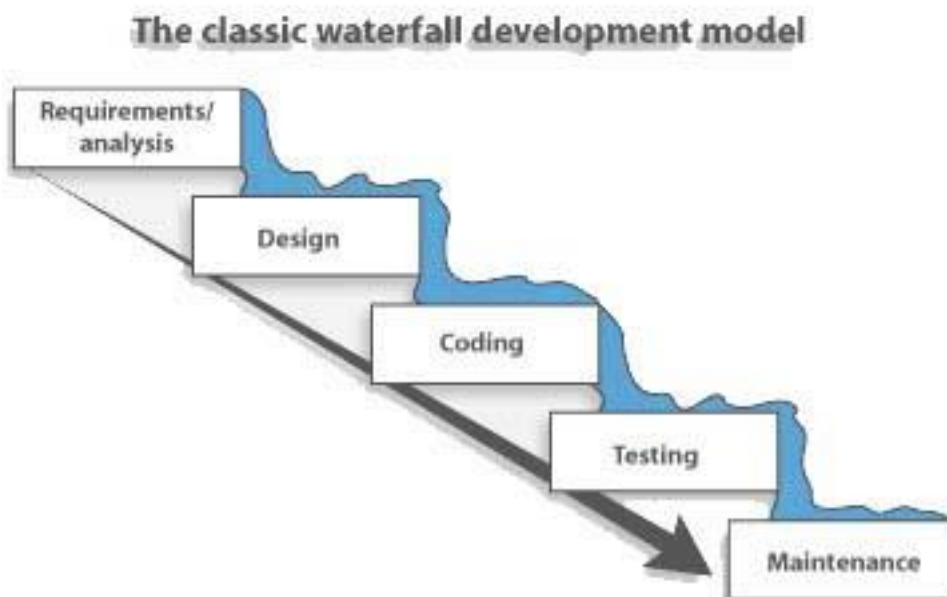 The classic waterfall development model
Requirements/
analysis
Design
Coding
Testing
Maintenance